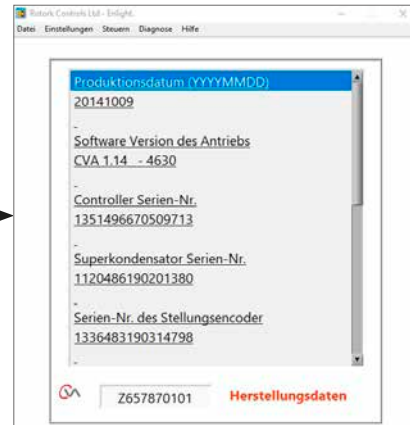 Rotork Controls Ltd - Enlight.
Datei Einstellungen Steuern Diagnose Hilfe
Produktionsdatum (YYYYMMDD)
20141009
-
Software Version des Antriebs
CVA 1.14 - 4630
-
Controller Serien-Nr.
1351496670509713
-
Superkondensator Serien-Nr.
1120486190201380
-
Serien-Nr. des Stellungsencoder
1336483190314798
-
Z657870101 Herstellungsdaten